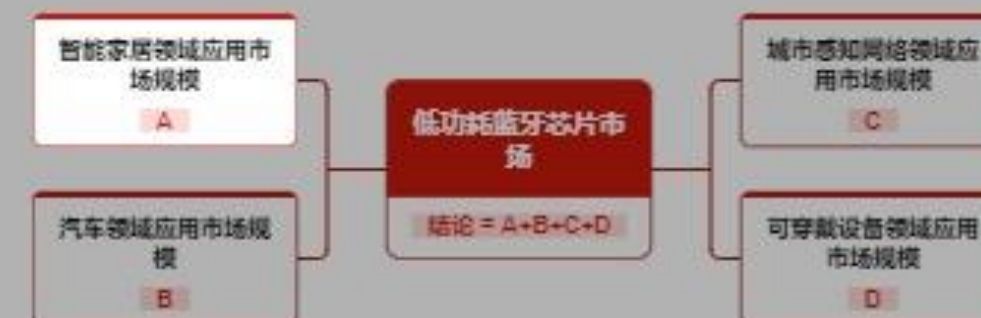 智能家居领域应用市
场规模
A
汽车领域应用市场规
模
B
低功耗蓝牙芯片市
场
结论 = A+B+C+D
城市感知网络领域应
用市场规模
C
可穿戴设备领域应用
市场规模
D